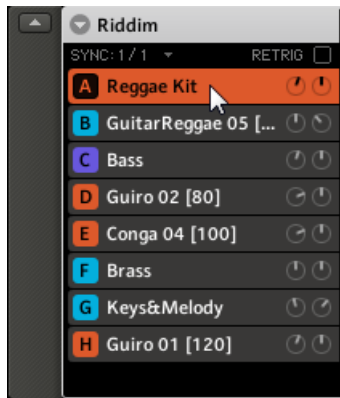 Riddim
SYNC: 1 / 1 RETRIG
A Reggae Kit
B GuitarReggae 05 [...
C Bass
D Guiro 02 [80]
E Conga 04 [100]
F Brass
G Keys&Melody
H Guiro 01 [120]